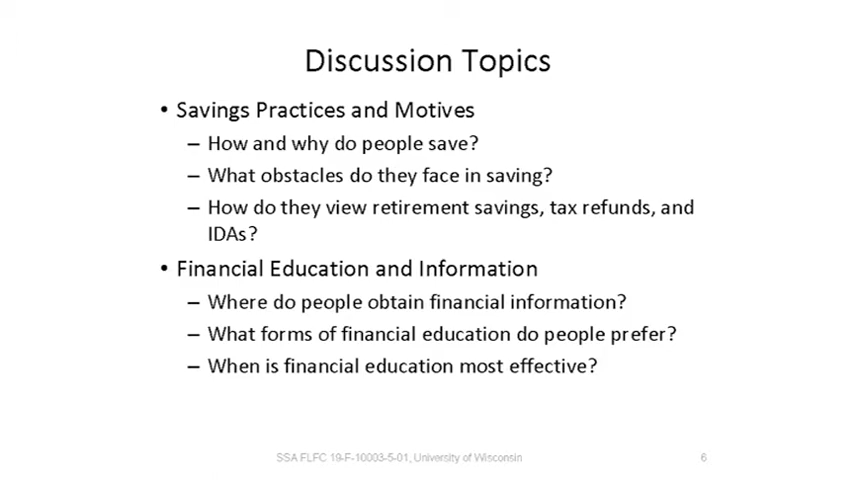 Discussion Topics
• Savings Practices and Motives
– How and why do people save?
– What obstacles do they face in saving?
– How do they view retirement savings, tax refunds, and
IDAs?
• Financial Education and Information
– Where do people obtain financial information?
– What forms of financial education do people prefer?
– When is financial education most effective?
SSA FLFC 19-F-10003-5-01, University of Wisconsin
6